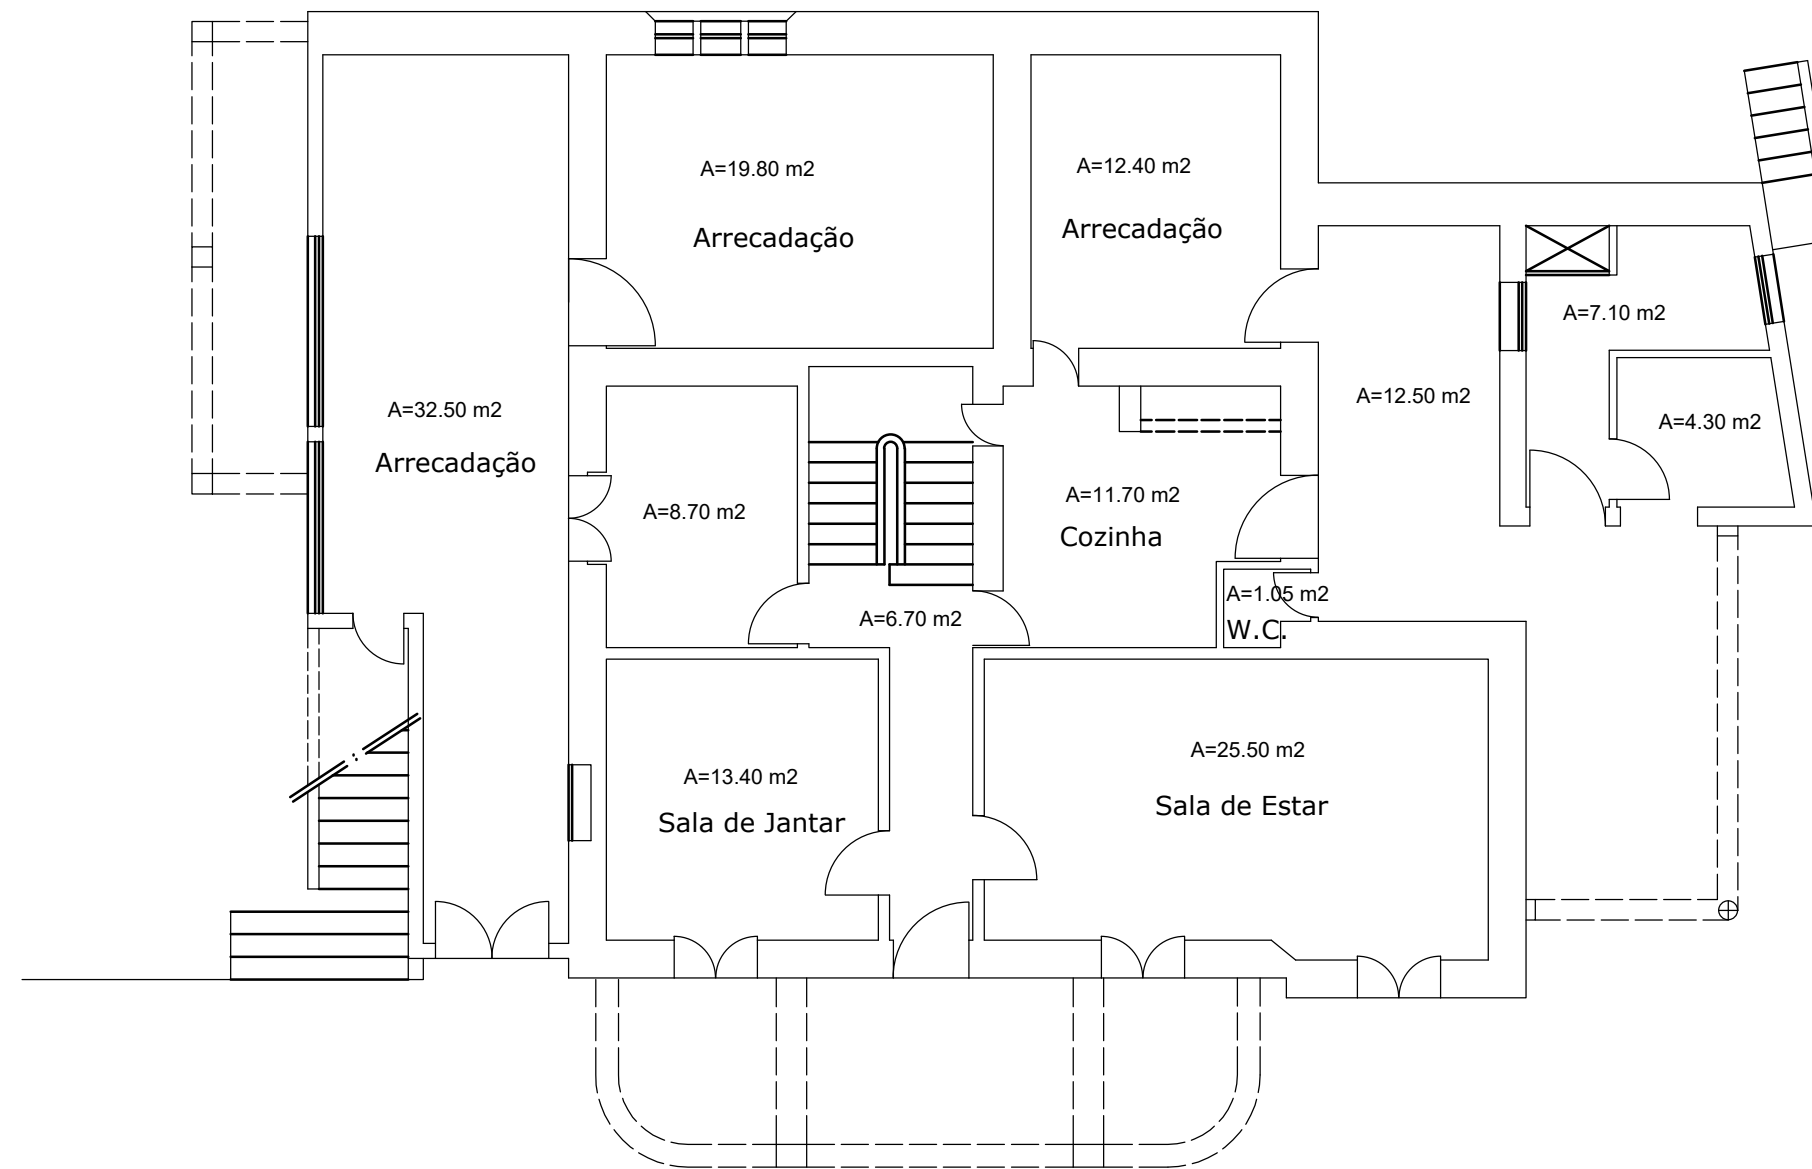 A=19.80 m2
Arrecadação
A=12.40 m2
Arrecadação
A=7.10 m2
A=32.50 m2
Arrecadação
A=12.50 m2
A=4.30 m2
A=8.70 m2
A=11.70 m2
Cozinha
A=6.70 m2
A=1.05 m2
W.C.
A=13.40 m2
Sala de Jantar
A=25.50 m2
Sala de Estar